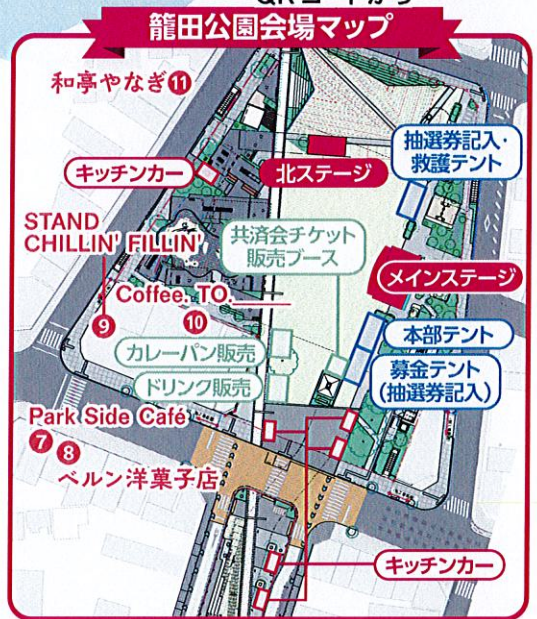 QRコードから
籠田公園会場マップ
和亭やなぎ⓫
抽選券記入・
救護テント
キッチンカー
北ステージ
STAND
CHILLIN' FILLIN'
❾
共済会チケット
販売ブース
メインステージ
Coffee. TO.
❿
カレーパン販売
本部テント
ドリンク販売
募金テント
(抽選券記入)
Park Side Café
❼ ❽
ベルン洋菓子店
キッチンカー